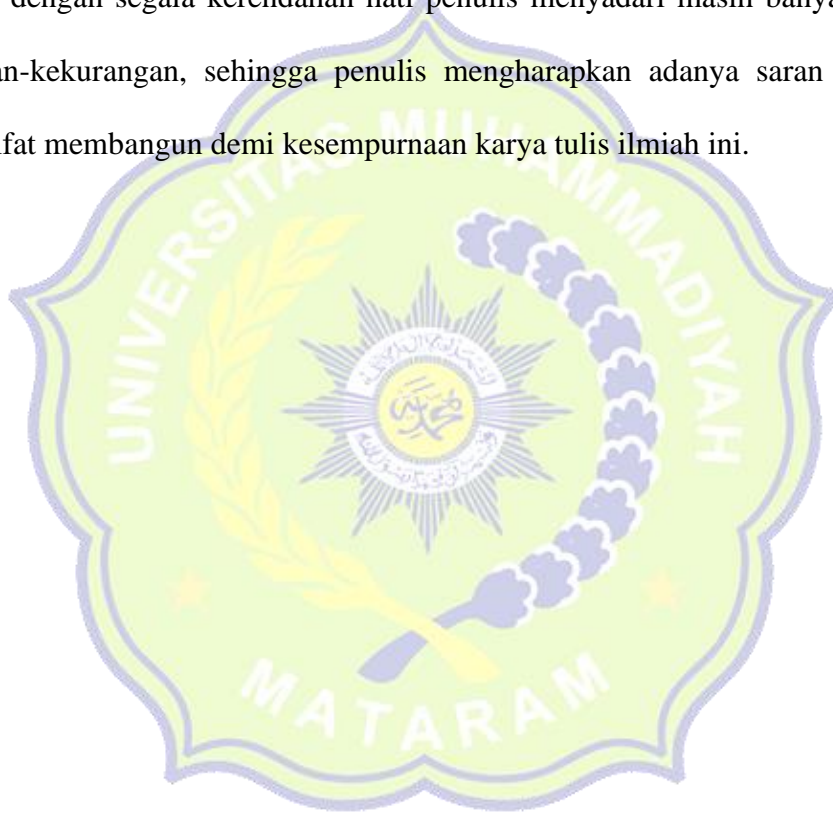 dengan segala kerendahan hati penulis menyadari masih banya
an-kekurangan, sehingga penulis mengharapkan adanya saran
fat membangun demi kesempurnaan karya tulis ilmiah ini.
UNIVERSITAS MUHAMMADIYAH
محمد
MATARAM